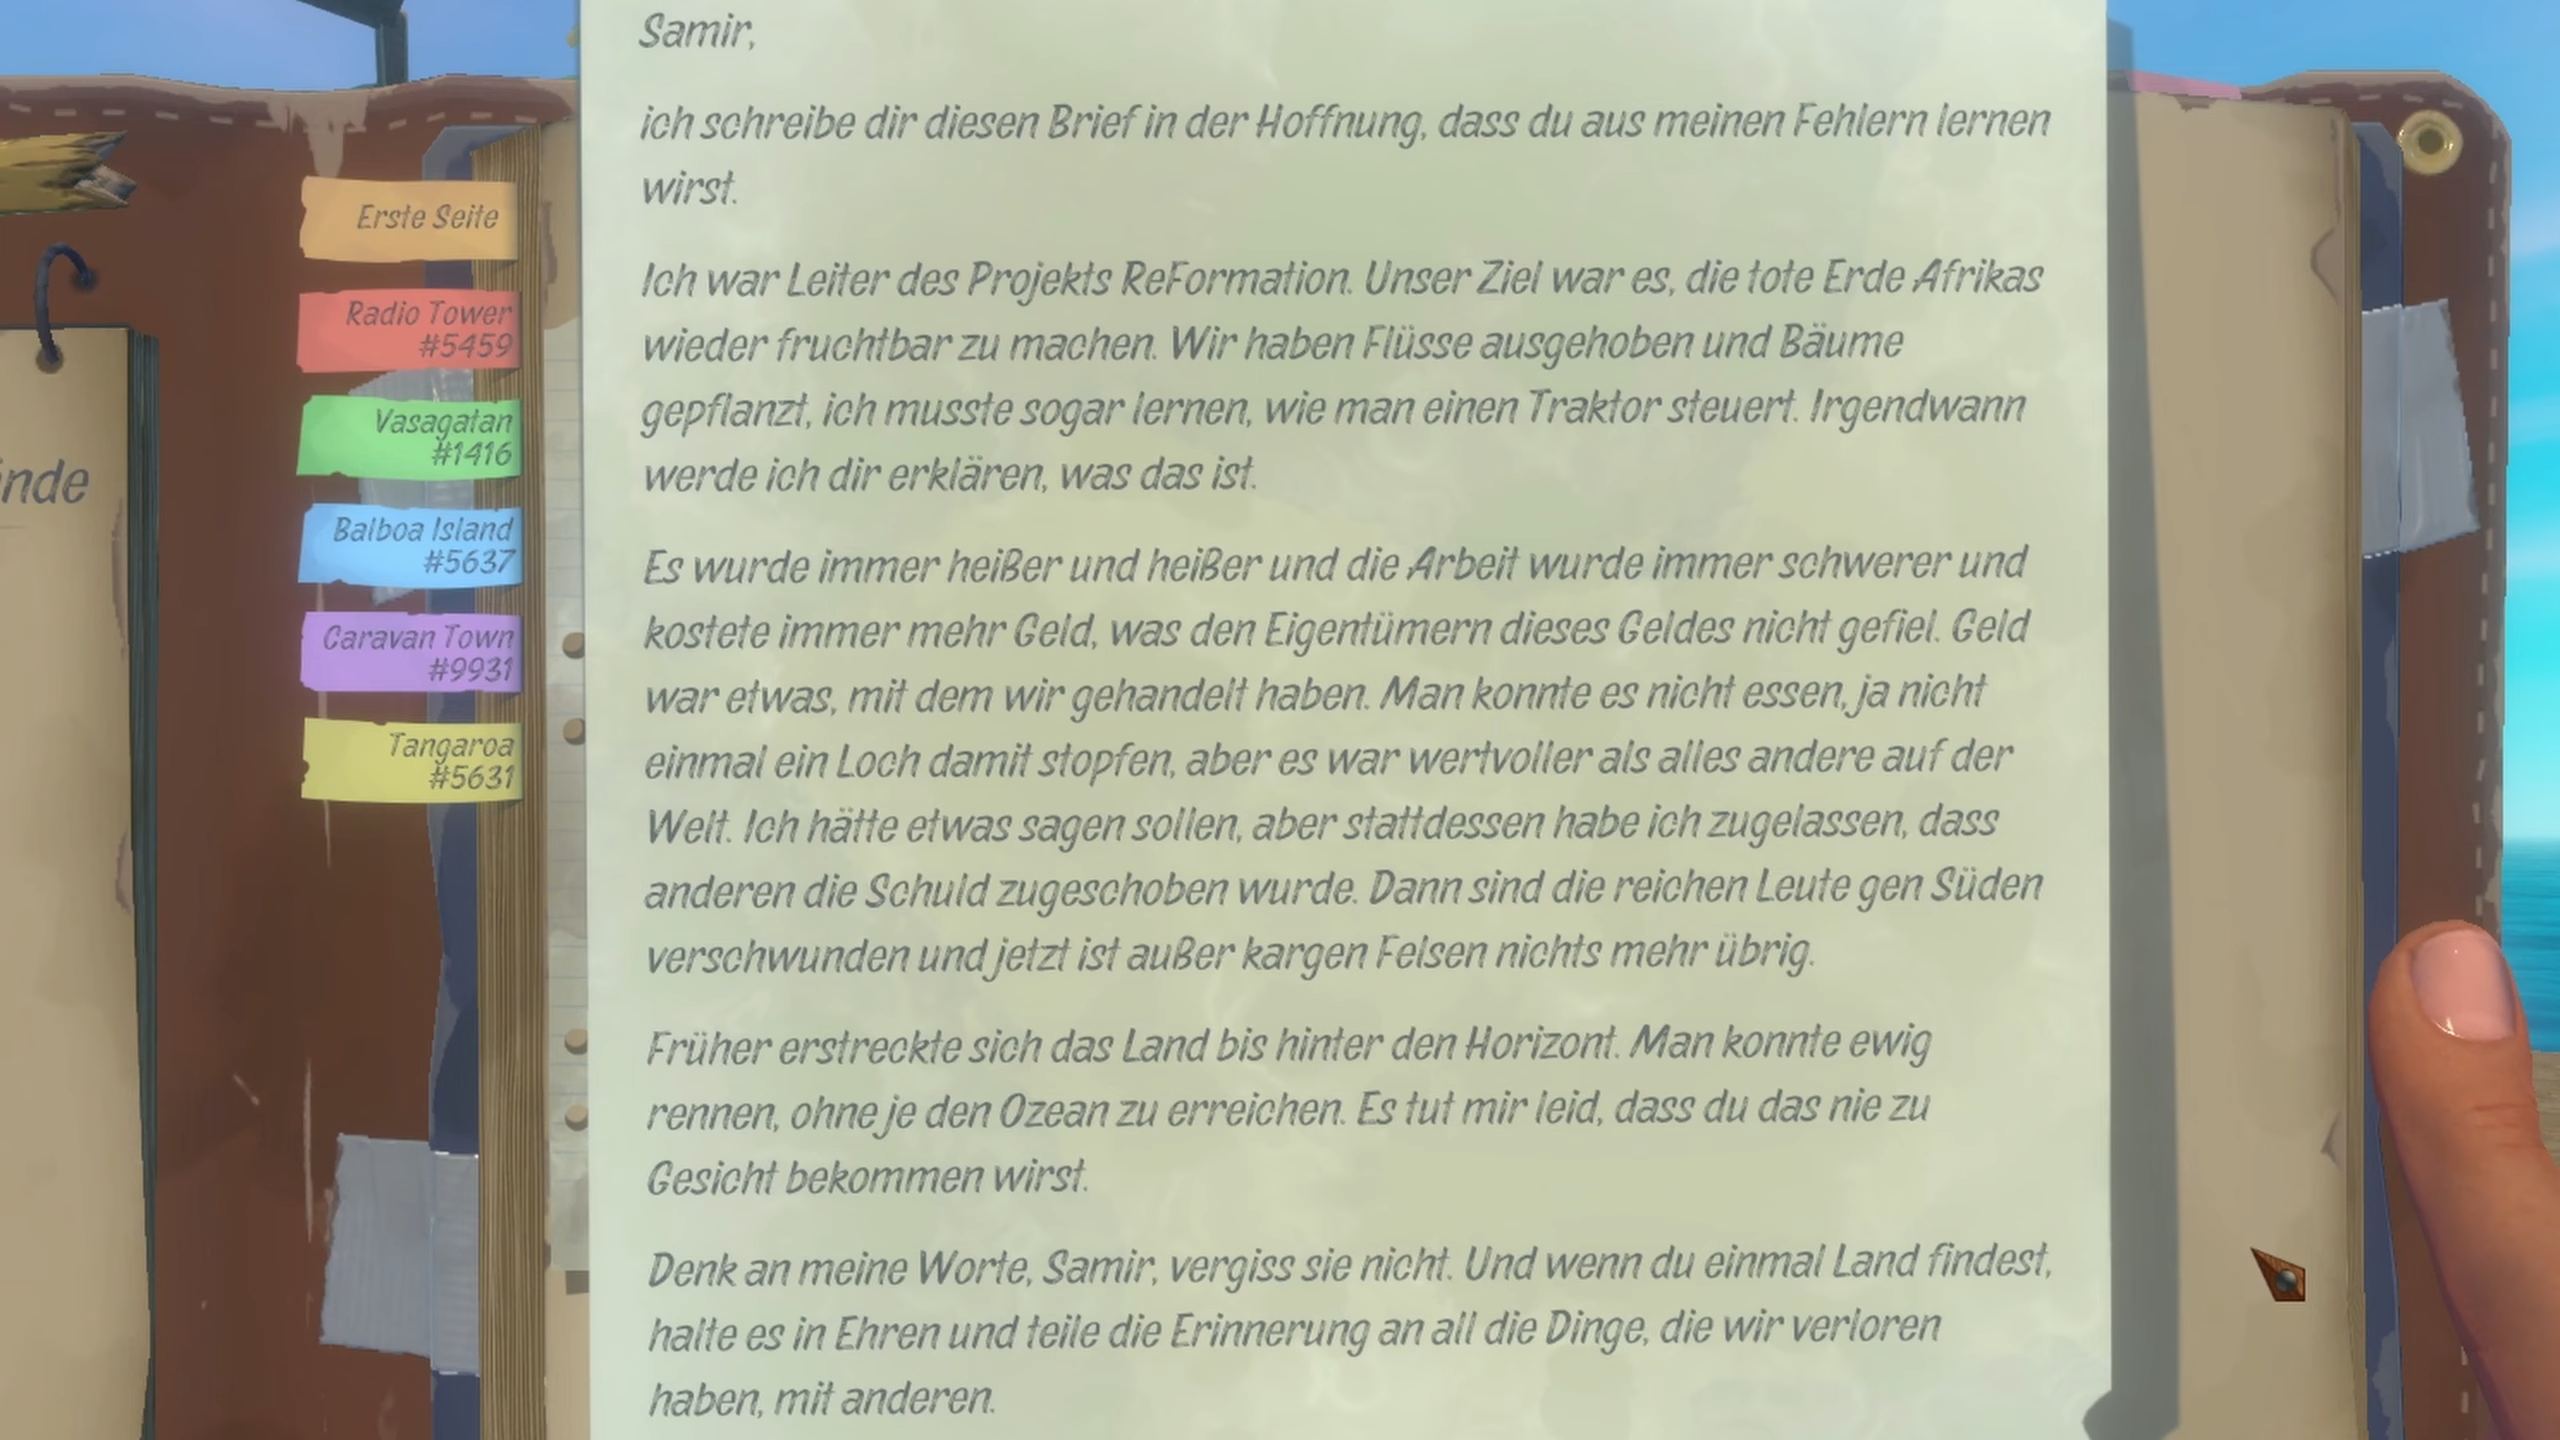 Samir,
ich schreibe dir diesen Brief in der Hoffnung, dass du aus meinen Fehlern lernen
wirst.
Ich war Leiter des Projekts ReFormation. Unser Ziel war es, die tote Erde Afrikas
wieder fruchtbar zu machen. Wir haben Flüsse ausgehoben und Bäume
gepflanzt, ich musste sogar lernen, wie man einen Traktor steuert. Irgendwann
werde ich dir erklären, was das ist.
Es wurde immer heißer und heißer und die Arbeit wurde immer schwerer und
kostete immer mehr Geld, was den Eigentümern dieses Geldes nicht gefiel. Geld
war etwas, mit dem wir gehandelt haben. Man konnte es nicht essen, ja nicht
einmal ein Loch damit stopfen, aber es war wertvoller als alles andere auf der
Welt. Ich hätte etwas sagen sollen, aber stattdessen habe ich zugelassen, dass
anderen die Schuld zugeschoben wurde. Dann sind die reichen Leute gen Süden
verschwunden und jetzt ist außer kargen Felsen nichts mehr übrig.
Früher erstreckte sich das Land bis hinter den Horizont. Man konnte ewig
rennen, ohne je den Ozean zu erreichen. Es tut mir leid, dass du das nie zu
Gesicht bekommen wirst.
Denk an meine Worte, Samir, vergiss sie nicht. Und wenn du einmal Land findest,
halte es in Ehren und teile die Erinnerung an all die Dinge, die wir verloren
haben, mit anderen.
Erste Seite
Radio Tower
#5459
Vasagatan
#1416
Balboa Island
#5637
Caravan Town
#9931
Tangaroa
#5631